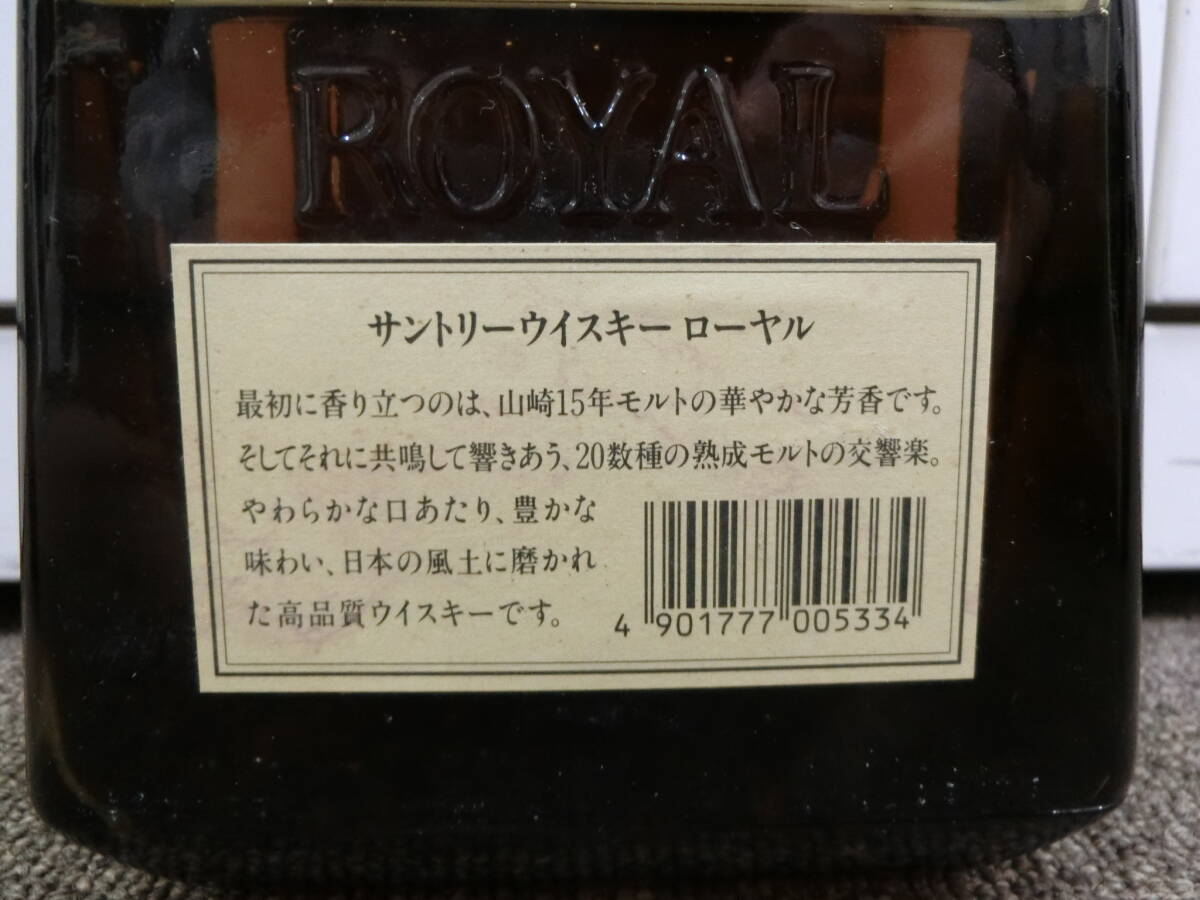 ROYAL
サントリーウイスキー ローヤル
最初に香り立つのは、山崎15年モルトの華やかな芳香です。
そしてそれに共鳴して響きあう、20数種の熟成モルトの交響楽。
やわらかな口あたり、豊かな
味わい、日本の風土に磨かれ
た高品質ウイスキーです。
4 901777 005334